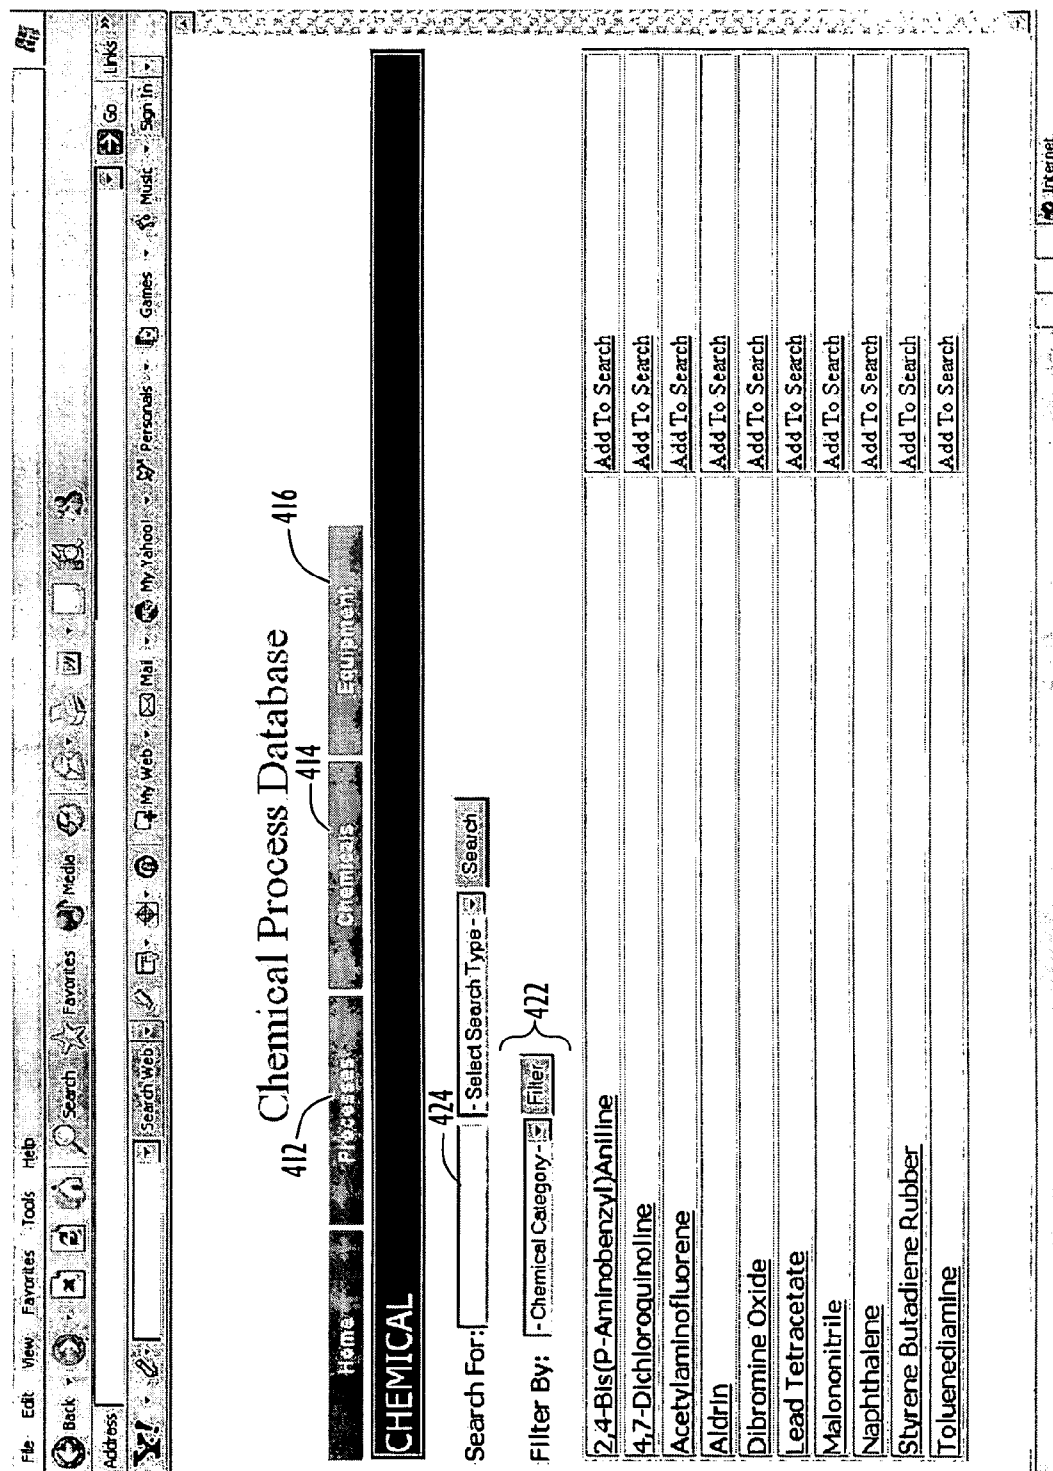 File Edit View Favorites Tools Help
Back Search Favorites Media
Address Go Links »
Y! Search Web My Web Mail My Yahoo! Personals Games Music Sign In
Chemical Process Database
412 414 416
Home Processes Chemicals Equipment
CHEMICAL
424
Search For: - Select Search Type - Search
Filter By: - Chemical Category - Filter 422
2,4-Bis(P-Aminobenzyl)Aniline Add To Search
4,7-Dichloroquinoline Add To Search
Acetylaminofluorene Add To Search
Aldrin Add To Search
Dibromine Oxide Add To Search
Lead Tetracetate Add To Search
Malononitrile Add To Search
Naphthalene Add To Search
Styrene Butadiene Rubber Add To Search
Toluenediamine Add To Search
Internet